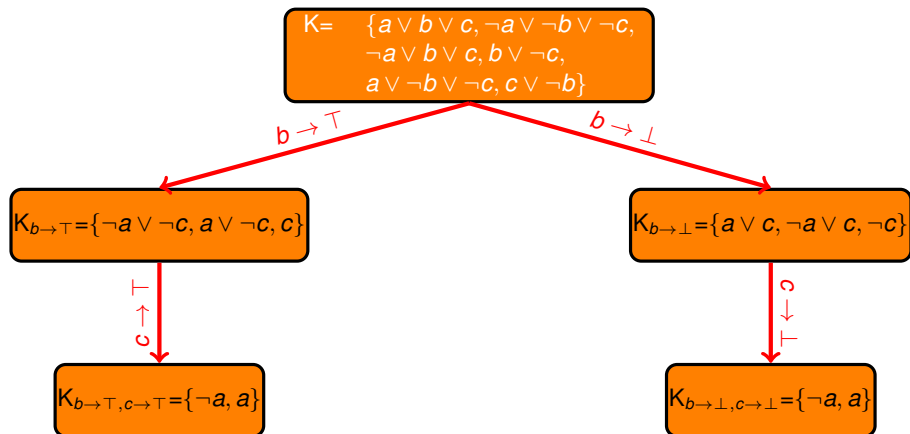 K= {a ∨ b ∨ c, ¬a ∨ ¬b ∨ ¬c,
¬a ∨ b ∨ c, b ∨ ¬c,
a ∨ ¬b ∨ ¬c, c ∨ ¬b}
b → ⊤
b → ⊥
K_{b→⊤}={¬a ∨ ¬c, a ∨ ¬c, c}
K_{b→⊥}={a ∨ c, ¬a ∨ c, ¬c}
c → ⊤
c → ⊥
K_{b→⊤,c→⊤}={¬a, a}
K_{b→⊥,c→⊥}={¬a, a}